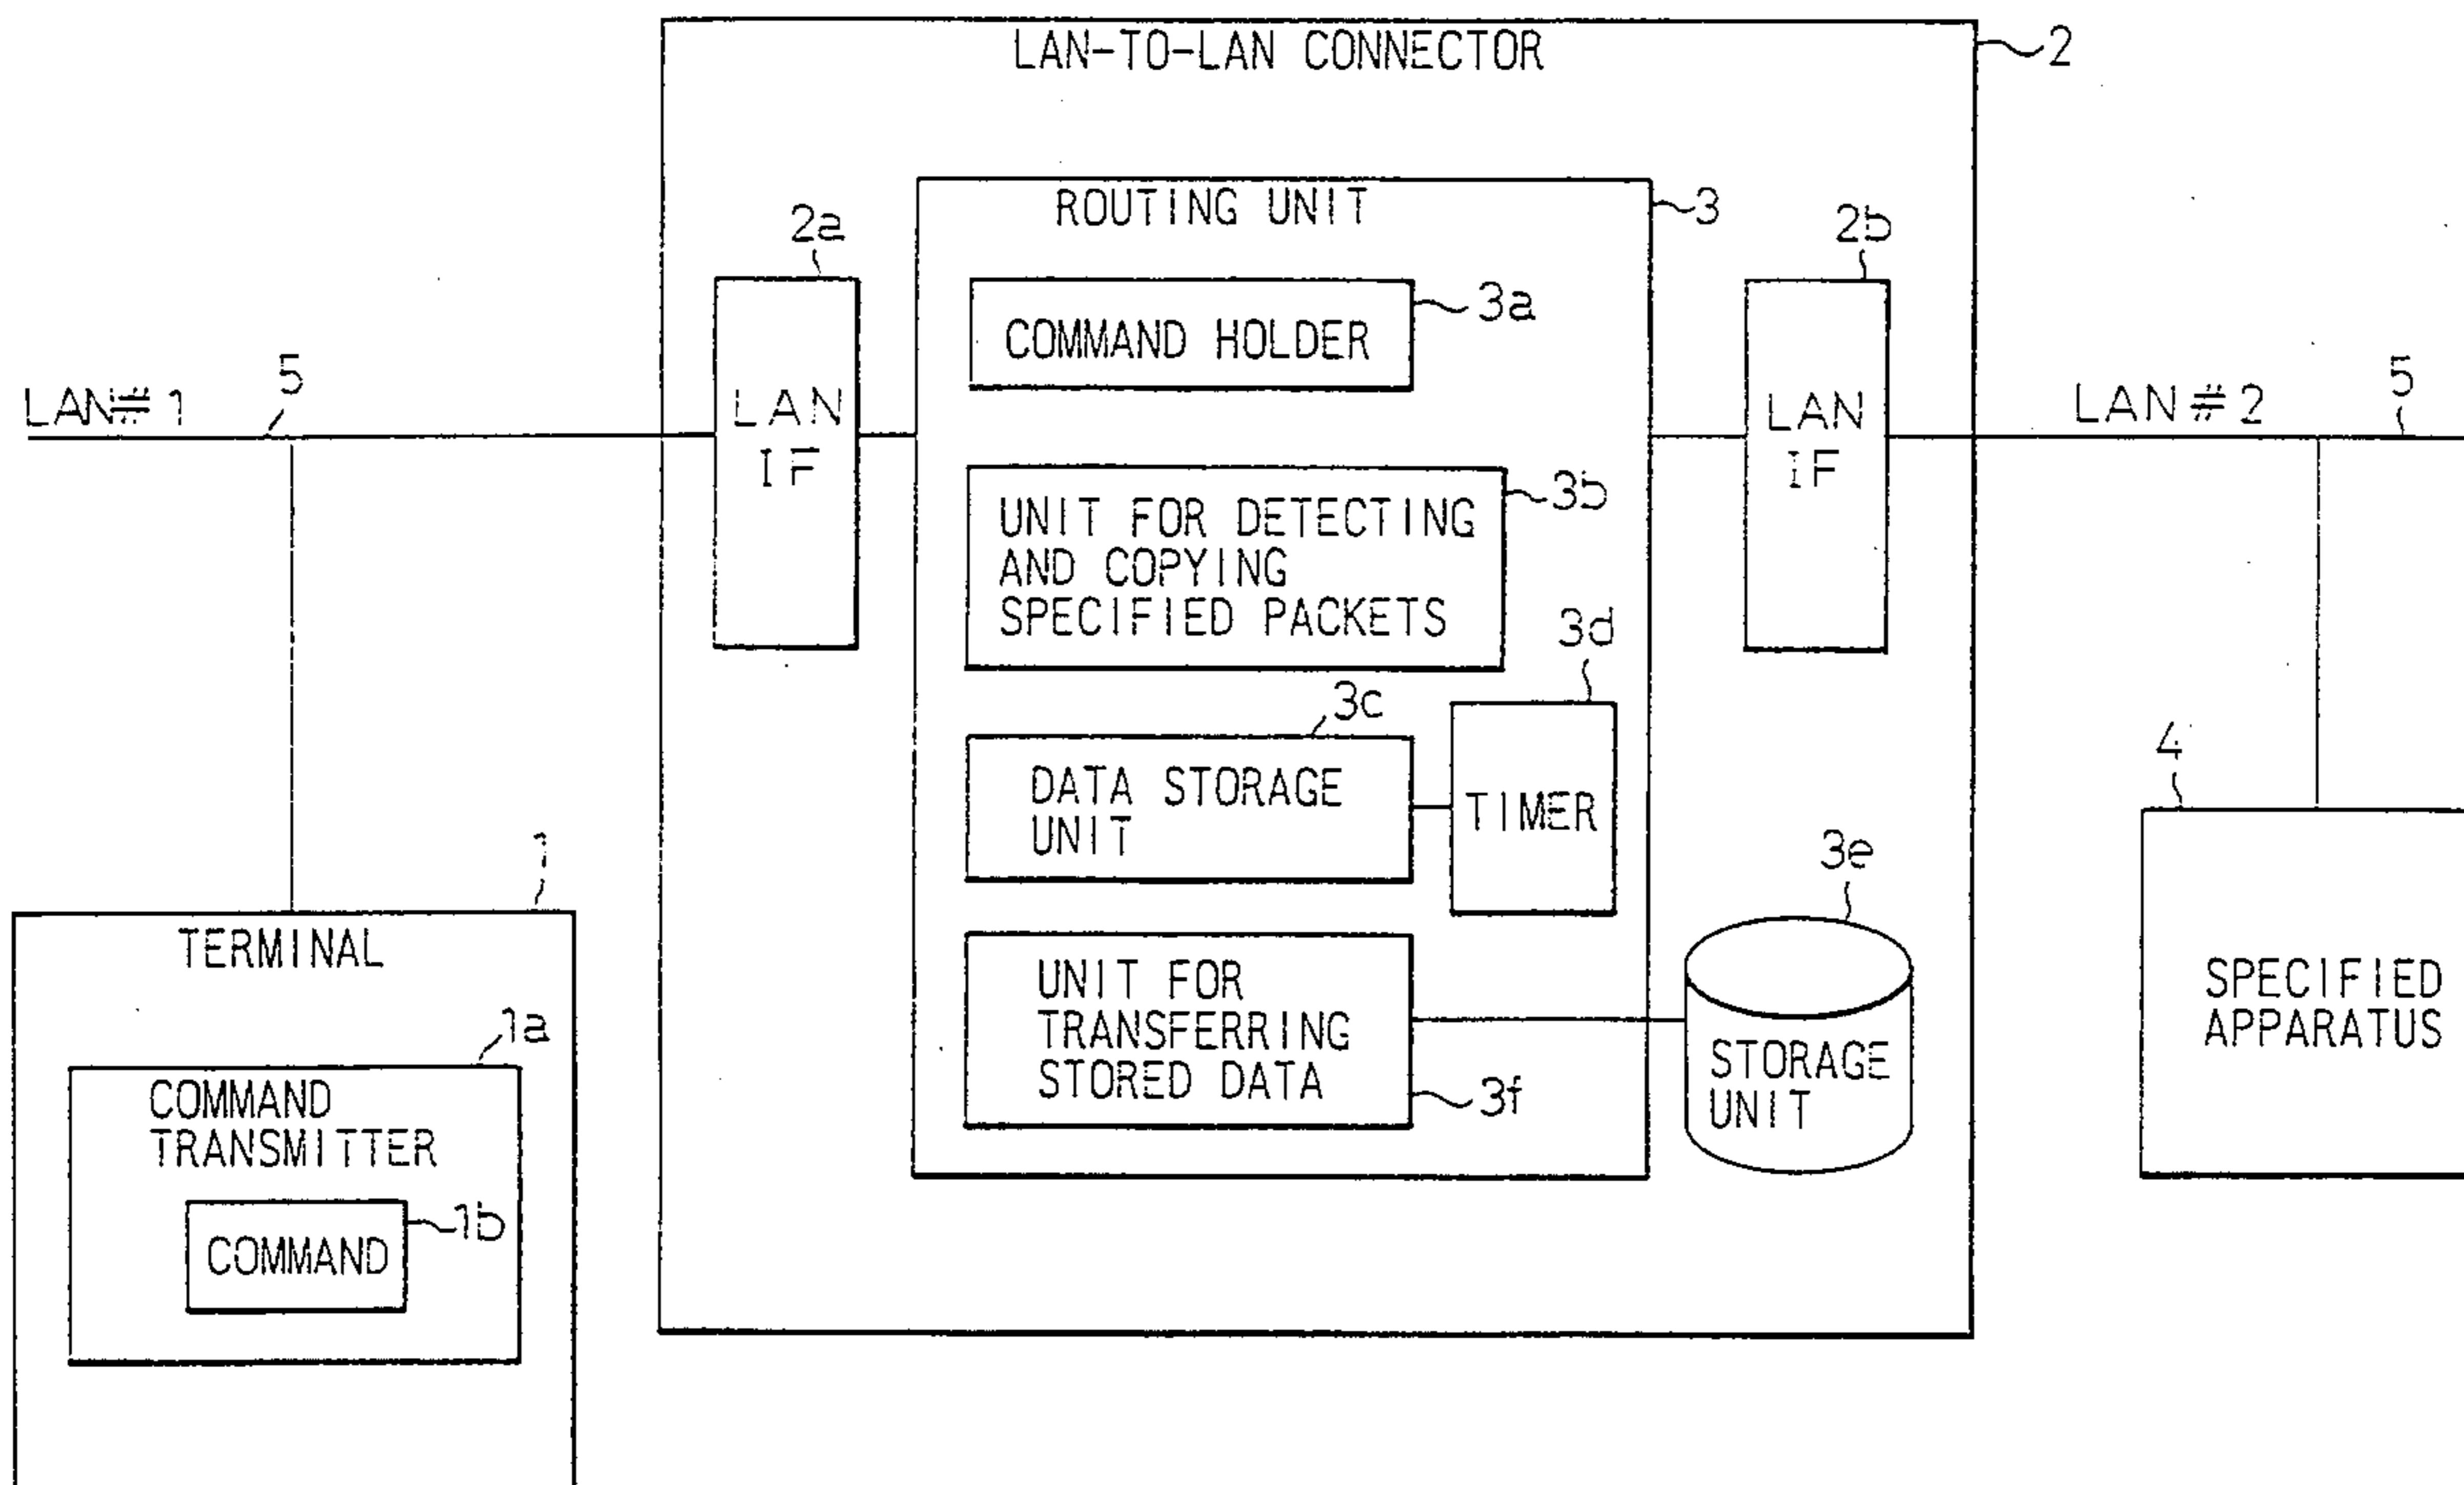 LAN-TO-LAN CONNECTOR
2
ROUTING UNIT
3
2a
2b
3a
COMMAND HOLDER
LAN#1
5
LAN
IF
LAN
IF
LAN#2
5
3b
UNIT FOR DETECTING
AND COPYING
SPECIFIED PACKETS
3d
3c
DATA STORAGE
UNIT
TIMER
4
1
3e
TERMINAL
UNIT FOR
TRANSFERRING
STORED DATA
3f
STORAGE
UNIT
SPECIFIED
APPARATUS
1a
COMMAND
TRANSMITTER
1b
COMMAND